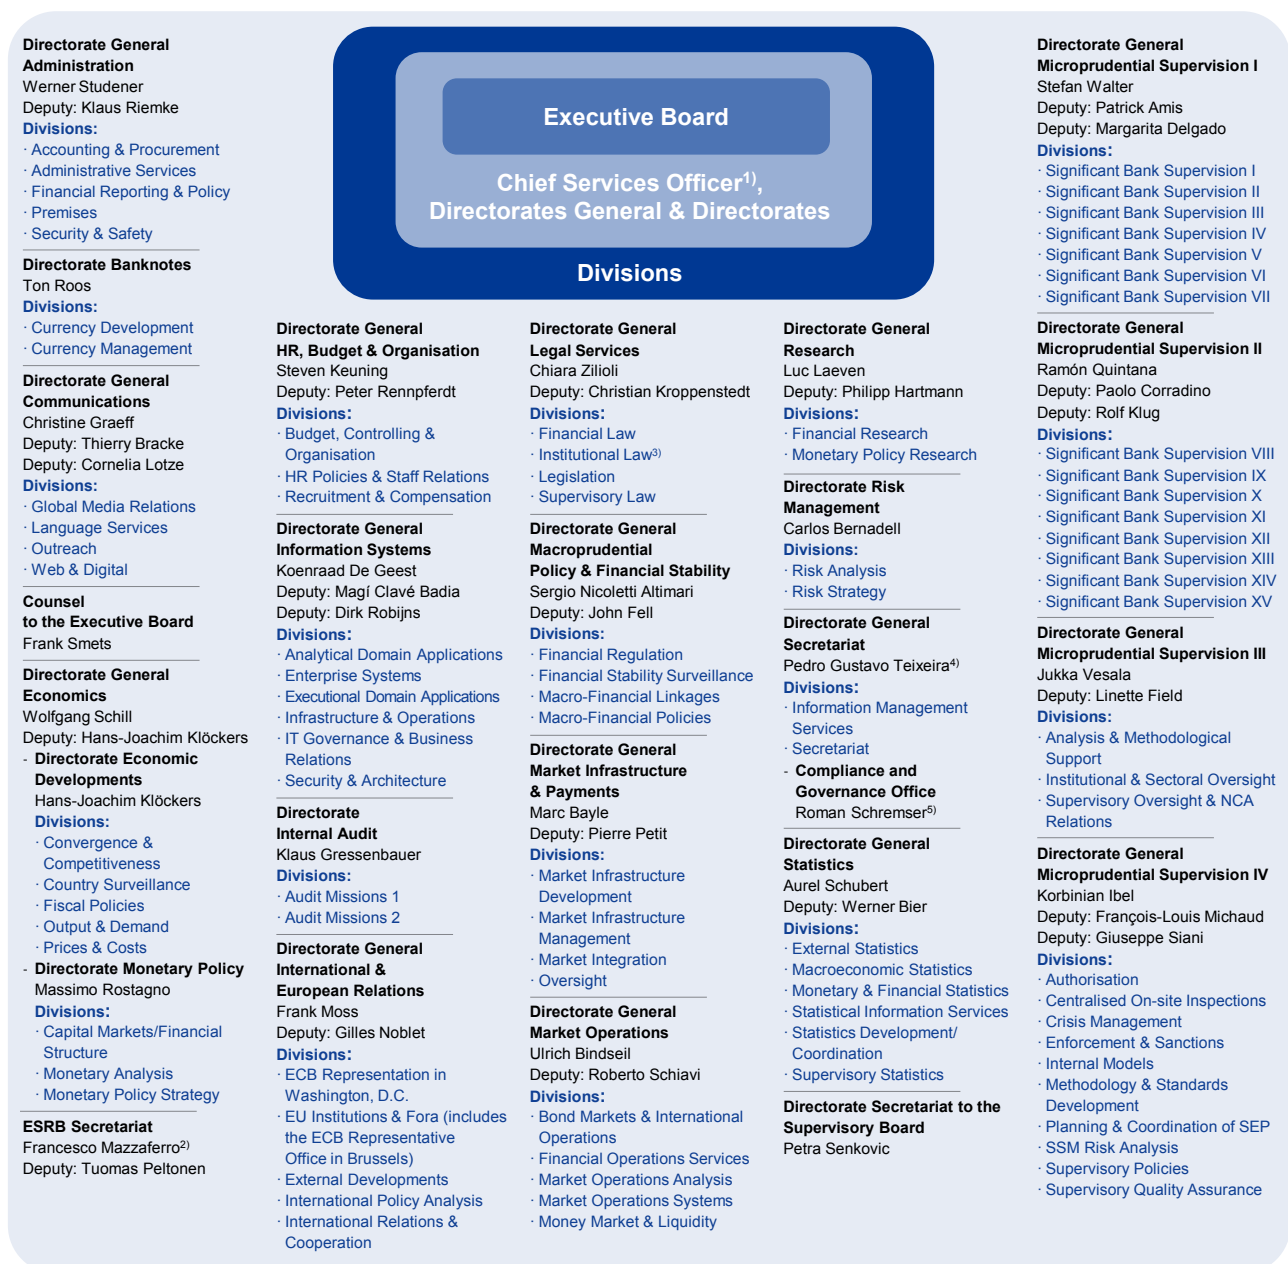 Directorate General
Administration
Werner Studener
Deputy: Klaus Riemke
Divisions:
· Accounting & Procurement
· Administrative Services
· Financial Reporting & Policy
· Premises
· Security & Safety
Directorate Banknotes
Ton Roos
Divisions:
· Currency Development
· Currency Management
Directorate General
Communications
Christine Graeff
Deputy: Thierry Bracke
Deputy: Cornelia Lotze
Divisions:
· Global Media Relations
· Language Services
· Outreach
· Web & Digital
Counsel
to the Executive Board
Frank Smets
Directorate General
Economics
Wolfgang Schill
Deputy: Hans-Joachim Klöckers
- Directorate Economic
Developments
Hans-Joachim Klöckers
Divisions:
· Convergence &
Competitiveness
· Country Surveillance
· Fiscal Policies
· Output & Demand
· Prices & Costs
- Directorate Monetary Policy
Massimo Rostagno
Divisions:
· Capital Markets/Financial
Structure
· Monetary Analysis
· Monetary Policy Strategy
ESRB Secretariat
Francesco Mazzaferro2)
Deputy: Tuomas Peltonen
Executive Board
Chief Services Officer1),
Directorates General & Directorates
Divisions
Directorate General
HR, Budget & Organisation
Steven Keuning
Deputy: Peter Rennpferdt
Divisions:
· Budget, Controlling &
Organisation
· HR Policies & Staff Relations
· Recruitment & Compensation
Directorate General
Information Systems
Koenraad De Geest
Deputy: Magí Clavé Badia
Deputy: Dirk Robijns
Divisions:
· Analytical Domain Applications
· Enterprise Systems
· Executional Domain Applications
· Infrastructure & Operations
· IT Governance & Business
Relations
· Security & Architecture
Directorate
Internal Audit
Klaus Gressenbauer
Divisions:
· Audit Missions 1
· Audit Missions 2
Directorate General
International &
European Relations
Frank Moss
Deputy: Gilles Noblet
Divisions:
· ECB Representation in
Washington, D.C.
· EU Institutions & Fora (includes
the ECB Representative
Office in Brussels)
· External Developments
· International Policy Analysis
· International Relations &
Cooperation
Directorate General
Legal Services
Chiara Zilioli
Deputy: Christian Kroppenstedt
Divisions:
· Financial Law
· Institutional Law3)
· Legislation
· Supervisory Law
Directorate General
Macroprudential
Policy & Financial Stability
Sergio Nicoletti Altimari
Deputy: John Fell
Divisions:
· Financial Regulation
· Financial Stability Surveillance
· Macro-Financial Linkages
· Macro-Financial Policies
Directorate General
Market Infrastructure
& Payments
Marc Bayle
Deputy: Pierre Petit
Divisions:
· Market Infrastructure
Development
· Market Infrastructure
Management
· Market Integration
· Oversight
Directorate General
Market Operations
Ulrich Bindseil
Deputy: Roberto Schiavi
Divisions:
· Bond Markets & International
Operations
· Financial Operations Services
· Market Operations Analysis
· Market Operations Systems
· Money Market & Liquidity
Directorate General
Research
Luc Laeven
Deputy: Philipp Hartmann
Divisions:
· Financial Research
· Monetary Policy Research
Directorate Risk
Management
Carlos Bernadell
Divisions:
· Risk Analysis
· Risk Strategy
Directorate General
Secretariat
Pedro Gustavo Teixeira4)
Divisions:
· Information Management
Services
· Secretariat
- Compliance and
Governance Office
Roman Schremser5)
Directorate General
Statistics
Aurel Schubert
Deputy: Werner Bier
Divisions:
· External Statistics
· Macroeconomic Statistics
· Monetary & Financial Statistics
· Statistical Information Services
· Statistics Development/
Coordination
· Supervisory Statistics
Directorate Secretariat to the
Supervisory Board
Petra Senkovic
Directorate General
Microprudential Supervision I
Stefan Walter
Deputy: Patrick Amis
Deputy: Margarita Delgado
Divisions:
· Significant Bank Supervision I
· Significant Bank Supervision II
· Significant Bank Supervision III
· Significant Bank Supervision IV
· Significant Bank Supervision V
· Significant Bank Supervision VI
· Significant Bank Supervision VII
Directorate General
Microprudential Supervision II
Ramón Quintana
Deputy: Paolo Corradino
Deputy: Rolf Klug
Divisions:
· Significant Bank Supervision VIII
· Significant Bank Supervision IX
· Significant Bank Supervision X
· Significant Bank Supervision XI
· Significant Bank Supervision XII
· Significant Bank Supervision XIII
· Significant Bank Supervision XIV
· Significant Bank Supervision XV
Directorate General
Microprudential Supervision III
Jukka Vesala
Deputy: Linette Field
Divisions:
· Analysis & Methodological
Support
· Institutional & Sectoral Oversight
· Supervisory Oversight & NCA
Relations
Directorate General
Microprudential Supervision IV
Korbinian Ibel
Deputy: François-Louis Michaud
Deputy: Giuseppe Siani
Divisions:
· Authorisation
· Centralised On-site Inspections
· Crisis Management
· Enforcement & Sanctions
· Internal Models
· Methodology & Standards
Development
· Planning & Coordination of SEP
· SSM Risk Analysis
· Supervisory Policies
· Supervisory Quality Assurance